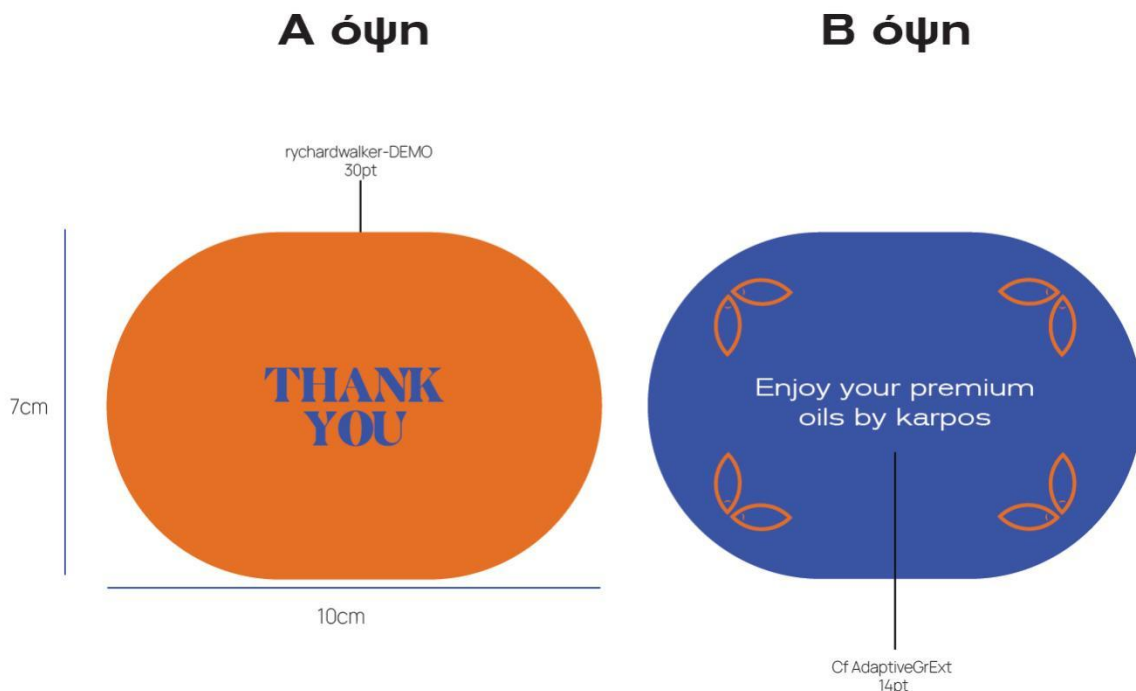 A όψη
B όψη
rychardwalker-DEMO
30pt
7cm
THANK
YOU
10cm
Enjoy your premium
oils by karpos
Cf AdaptiveGrExt
14pt